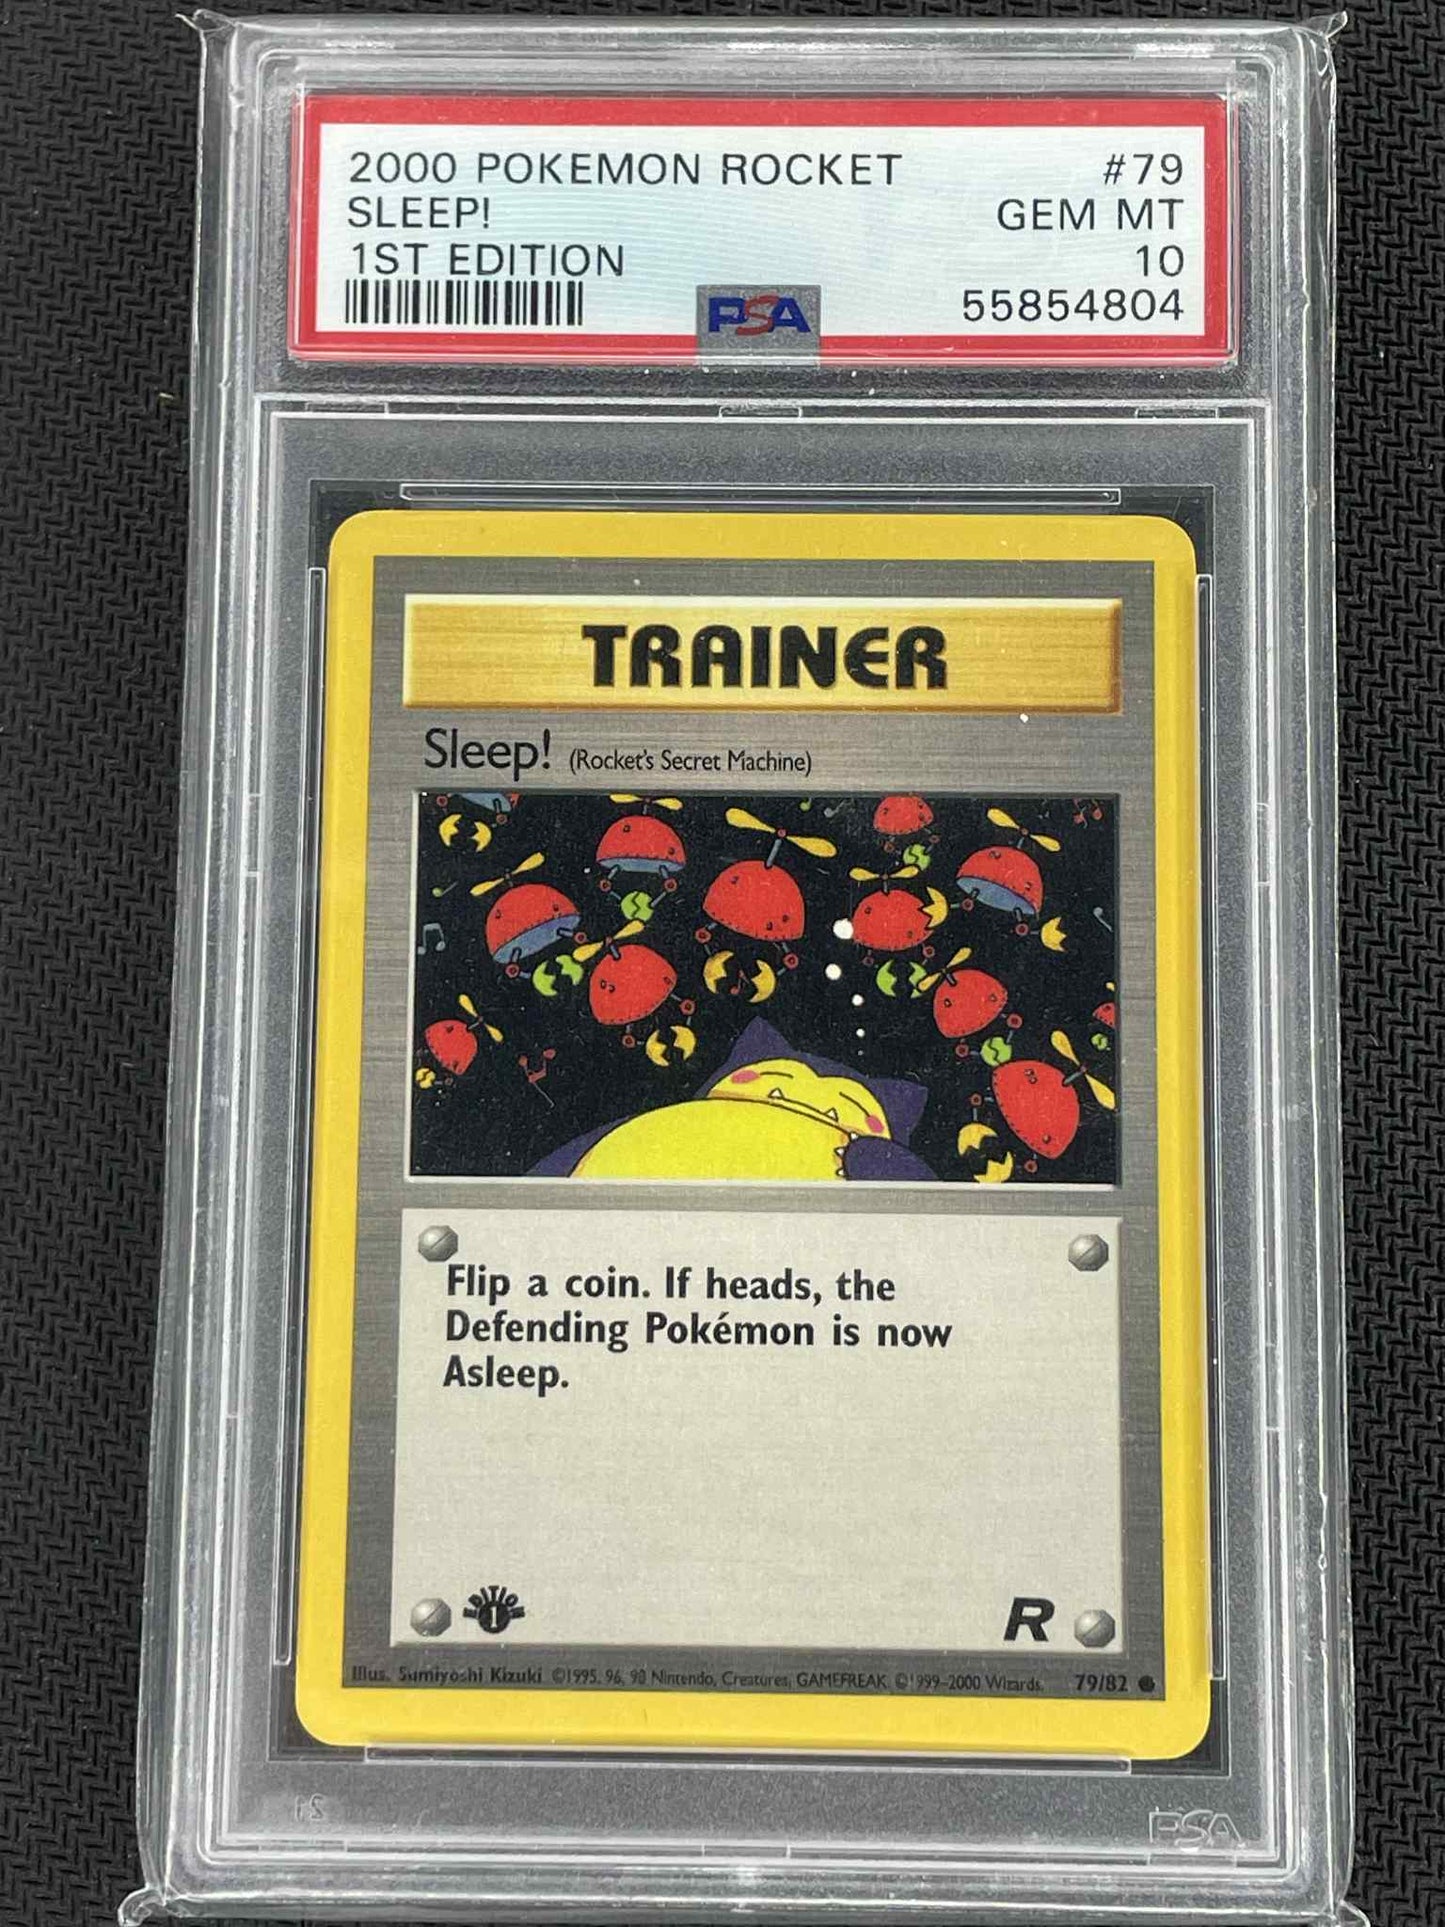 2000 POKEMON ROCKET #79
SLEEP! GEM MT
1ST EDITION 10
PSA 55854804
TRAINER
Sleep! (Rocket's Secret Machine)
Flip a coin. If heads, the
Defending Pokémon is now
Asleep.
EDITION 1 R
Illus. Sumiyoshi Kizuki ©1995, 96, 98 Nintendo, Creatures, GAMEFREAK. ©1999-2000 Wizards. 79/82
PSA